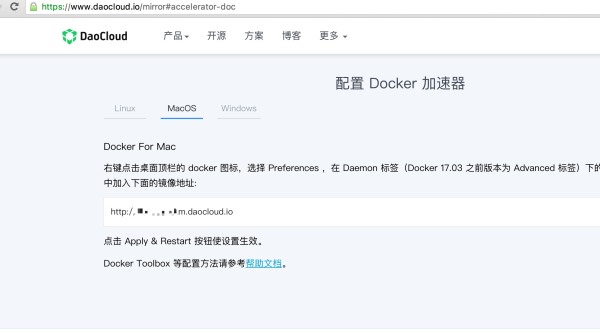 https://www.daocloud.io/mirror#accelerator-doc
DaoCloud 产品 开源 方案 博客 更多
配置 Docker 加速器
Linux MacOS Windows
Docker For Mac
右键点击桌面顶栏的 docker 图标，选择 Preferences ，在 Daemon 标签（Docker 17.03 之前版本为 Advanced 标签）下的
中加入下面的镜像地址:
http:/ m.daocloud.io
点击 Apply & Restart 按钮使设置生效。
Docker Toolbox 等配置方法请参考帮助文档。